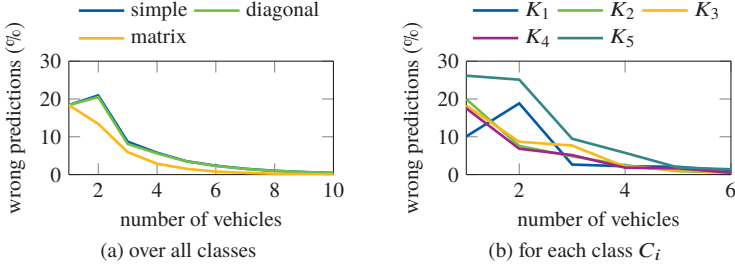 simple diagonal
matrix
wrong predictions (%)
30
20
10
0
2 4 6 8 10
number of vehicles
(a) over all classes
K1 K2 K3
K4 K5
wrong predictions (%)
30
20
10
0
2 4 6
number of vehicles
(b) for each class Ci